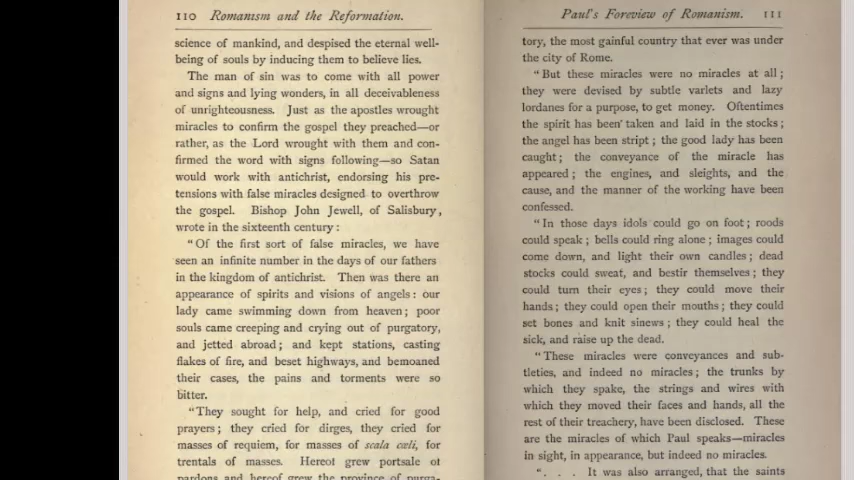 110 Romanism and the Reformation.
science of mankind, and despised the eternal well-
being of souls by inducing them to believe lies.
The man of sin was to come with all power
and signs and lying wonders, in all deceivableness
of unrighteousness. Just as the apostles wrought
miracles to confirm the gospel they preached—or
rather, as the Lord wrought with them and con-
firmed the word with signs following—so Satan
would work with antichrist, endorsing his pre-
tensions with false miracles designed to overthrow
the gospel. Bishop John Jewell, of Salisbury,
wrote in the sixteenth century:
"Of the first sort of false miracles, we have
seen an infinite number in the days of our fathers
in the kingdom of antichrist. Then was there an
appearance of spirits and visions of angels: our
lady came swimming down from heaven; poor
souls came creeping and crying out of purgatory,
and jetted abroad; and kept stations, casting
flakes of fire, and beset highways, and bemoaned
their cases, the pains and torments were so
bitter.
"They sought for help, and cried for good
prayers; they cried for dirges, they cried for
masses of requiem, for masses of scala cœli, for
trentals of masses. Hereof grew portsale of
pardons and hereof grew the province of purga-
Paul's Foreview of Romanism. 111
tory, the most gainful country that ever was under
the city of Rome.
"But these miracles were no miracles at all;
they were devised by subtle varlets and lazy
lordanes for a purpose, to get money. Oftentimes
the spirit has been taken and laid in the stocks;
the angel has been stript; the good lady has been
caught; the conveyance of the miracle has
appeared; the engines, and sleights, and the
cause, and the manner of the working have been
confessed.
"In those days idols could go on foot; roods
could speak; bells could ring alone; images could
come down, and light their own candles; dead
stocks could sweat, and bestir themselves; they
could turn their eyes; they could move their
hands; they could open their mouths; they could
set bones and knit sinews; they could heal the
sick, and raise up the dead.
"These miracles were conveyances and sub-
tleties, and indeed no miracles; the trunks by
which they spake, the strings and wires with
which they moved their faces and hands, all the
rest of their treachery, have been disclosed. These
are the miracles of which Paul speaks—miracles
in sight, in appearance, but indeed no miracles.
". . . It was also arranged, that the saints